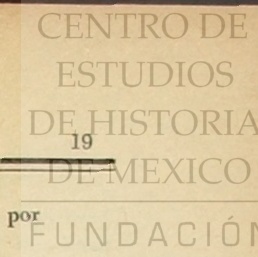 CENTRO DE
ESTUDIOS
DE HISTORIA
19
DE MEXICO
por
FUNDACIÓN